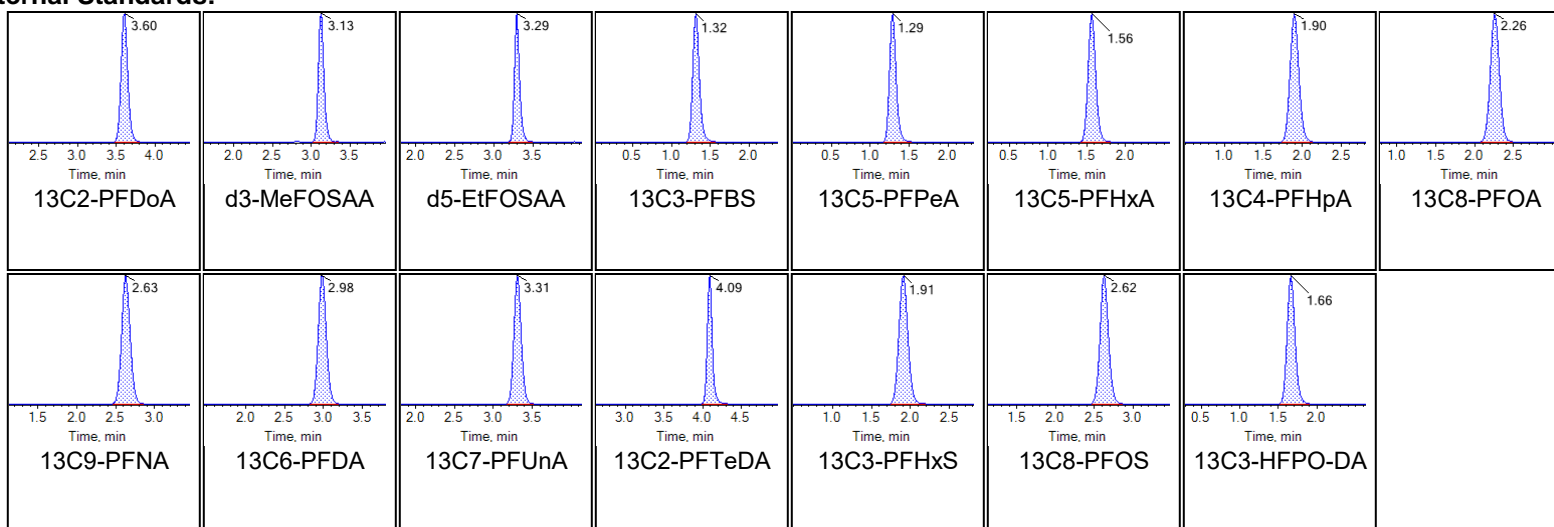 ternal Standards:
3.60 3.13 3.29 1.32 1.29 1.56 1.90 2.26
2.5 3.0 3.5 4.0 2.0 2.5 3.0 3.5 2.0 2.5 3.0 3.5 0.5 1.0 1.5 2.0 0.5 1.0 1.5 2.0 0.5 1.0 1.5 2.0 1.0 1.5 2.0 2.5 1.0 1.5 2.0 2.5
Time, min Time, min Time, min Time, min Time, min Time, min Time, min Time, min
13C2-PFDoA d3-MeFOSAA d5-EtFOSAA 13C3-PFBS 13C5-PFPeA 13C5-PFHxA 13C4-PFHpA 13C8-PFOA
2.63 2.98 3.31 4.09 1.91 2.62 1.66
1.5 2.0 2.5 3.0 2.0 2.5 3.0 3.5 2.0 2.5 3.0 3.5 3.0 3.5 4.0 4.5 1.0 1.5 2.0 2.5 1.5 2.0 2.5 3.0 0.5 1.0 1.5 2.0
Time, min Time, min Time, min Time, min Time, min Time, min Time, min
13C9-PFNA 13C6-PFDA 13C7-PFUnA 13C2-PFTeDA 13C3-PFHxS 13C8-PFOS 13C3-HFPO-DA